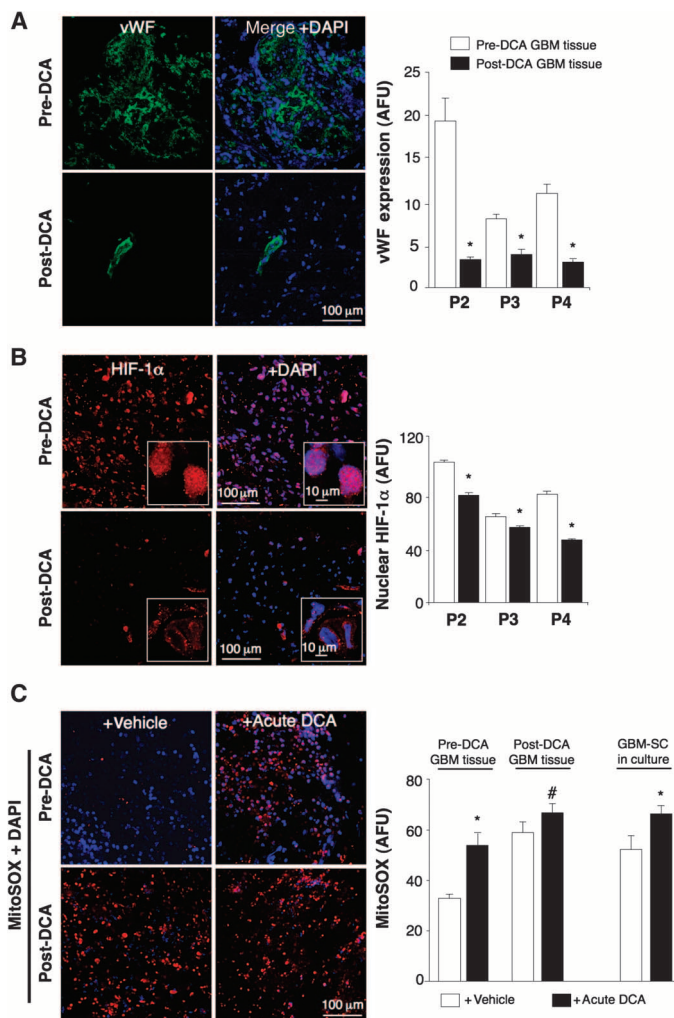 A
vWF
Merge +DAPI
Pre-DCA
Post-DCA
100 μm
Pre-DCA GBM tissue
Post-DCA GBM tissue
vWF expression (AFU)
25
20
15
10
5
0
*
*
*
P2
P3
P4
B
HIF-1α
+DAPI
Pre-DCA
100 μm
10 μm
Post-DCA
100 μm
10 μm
Nuclear HIF-1α (AFU)
120
80
40
0
*
*
*
P2
P3
P4
C
+Vehicle
+Acute DCA
MitoSOX + DAPI
Pre-DCA
Post-DCA
100 μm
Pre-DCA
GBM tissue
Post-DCA
GBM tissue
GBM-SC
in culture
MitoSOX (AFU)
80
60
40
20
0
*
#
*
+Vehicle
+Acute DCA